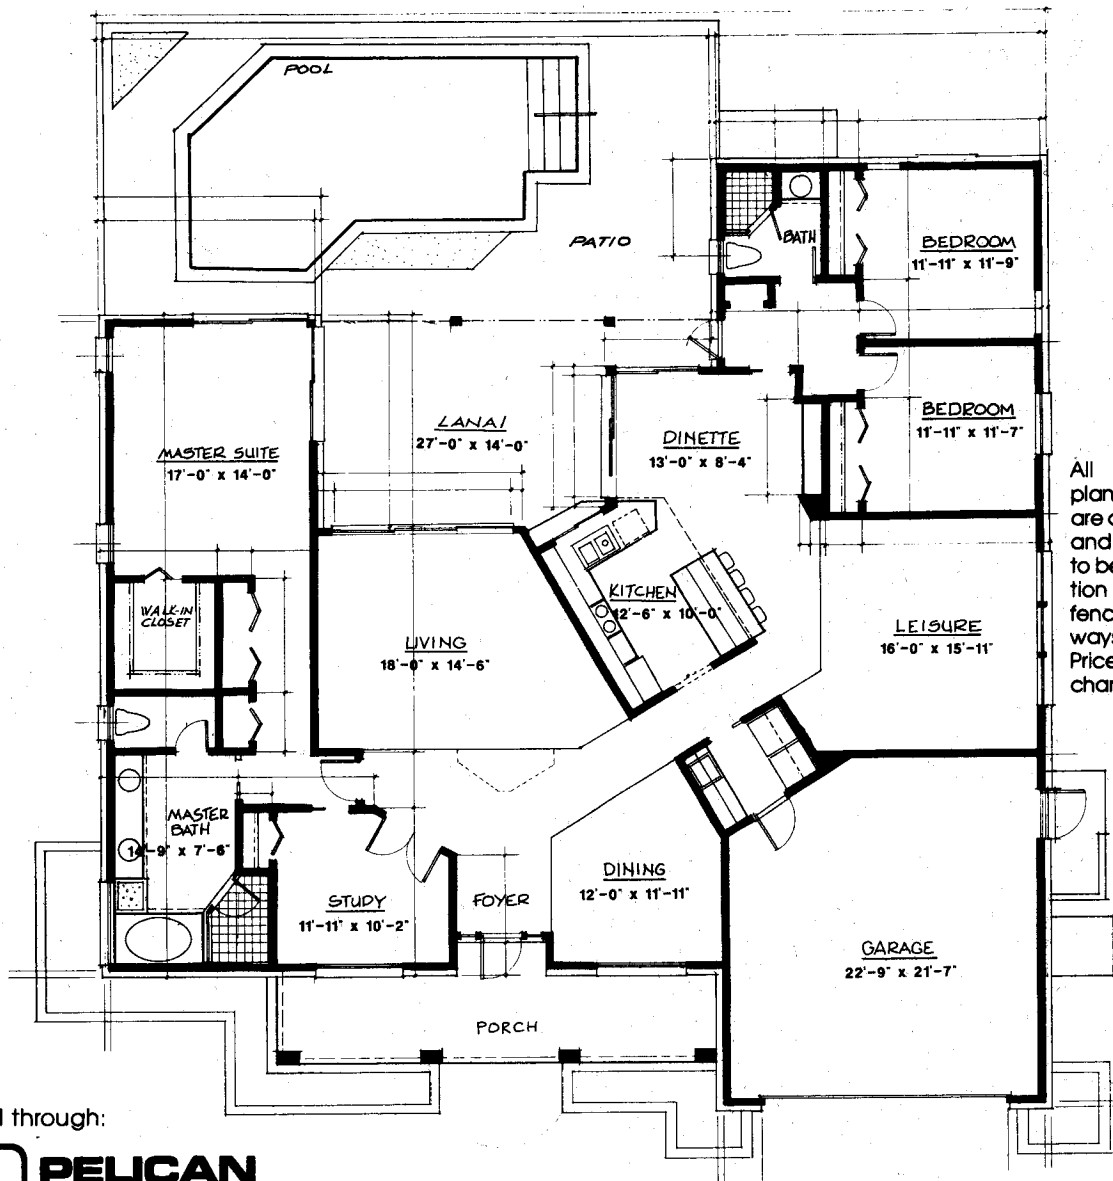 POOL
PATIO
BATH
BEDROOM
11'-11" x 11'-9"
BEDROOM
11'-11" x 11'-7"
LANAI
27'-0" x 14'-0"
DINETTE
13'-0" x 8'-4"
MASTER SUITE
17'-0" x 14'-0"
All
plan
are
and
to be
tion
fenc
ways
Price
char
WALK-IN
CLOSET
KITCHEN
12'-6" x 10'-0"
LIVING
18'-0" x 14'-6"
LEISURE
16'-0" x 15'-11"
MASTER
BATH
14'-9" x 7'-6"
STUDY
11'-11" x 10'-2"
FOYER
DINING
12'-0" x 11'-11"
GARAGE
22'-9" x 21'-7"
PORCH
l through:
PELICAN